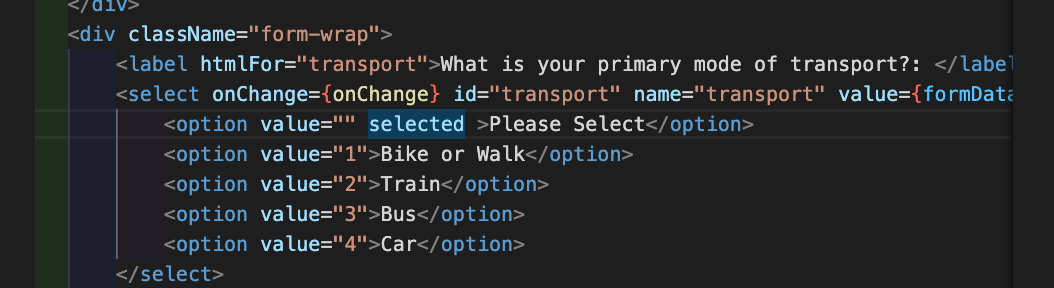 </div>
<div className="form-wrap">
<label htmlFor="transport">What is your primary mode of transport?: </label
<select onChange={onChange} id="transport" name="transport" value={formData
<option value="" selected >Please Select</option>
<option value="1">Bike or Walk</option>
<option value="2">Train</option>
<option value="3">Bus</option>
<option value="4">Car</option>
</select>